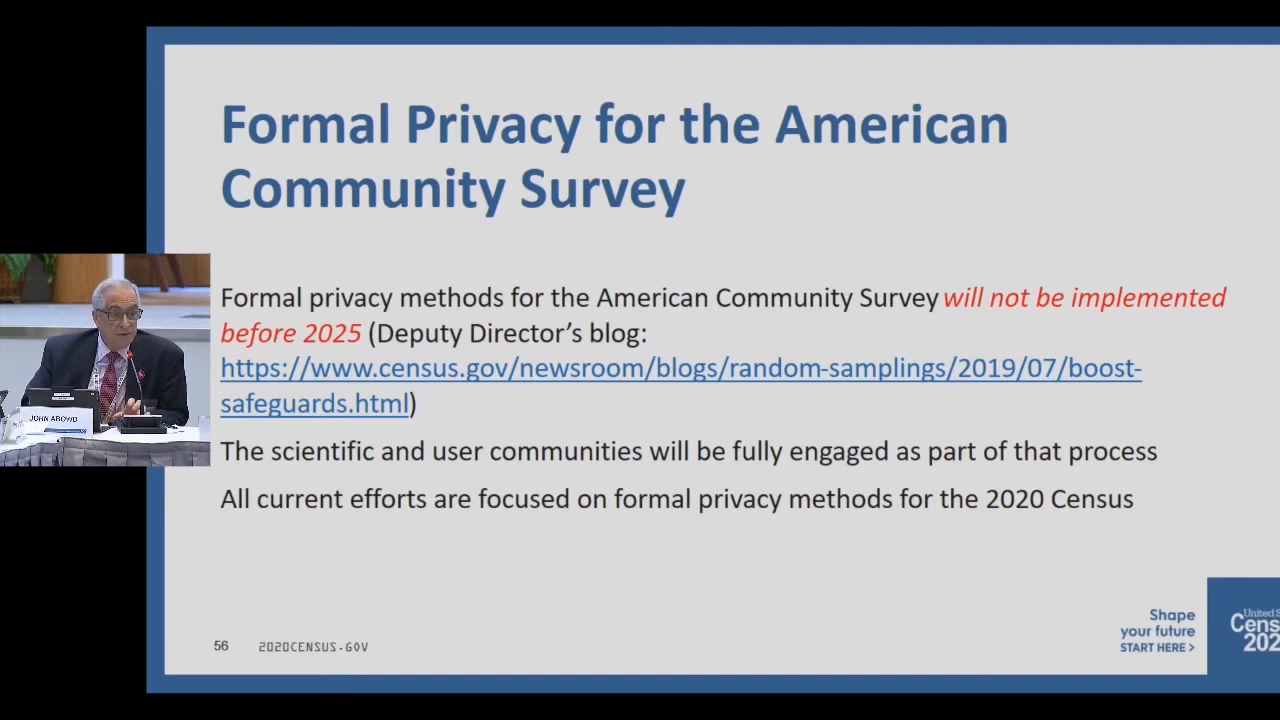 Formal Privacy for the American
Community Survey
Formal privacy methods for the American Community Survey will not be implemented
before 2025 (Deputy Director’s blog:
https://www.census.gov/newsroom/blogs/random-samplings/2019/07/boost-
safeguards.html)
The scientific and user communities will be fully engaged as part of that process
All current efforts are focused on formal privacy methods for the 2020 Census
JOHN ABOWD
56
2020CENSUS.GOV
Shape
your future
START HERE >
United S
Cens
202